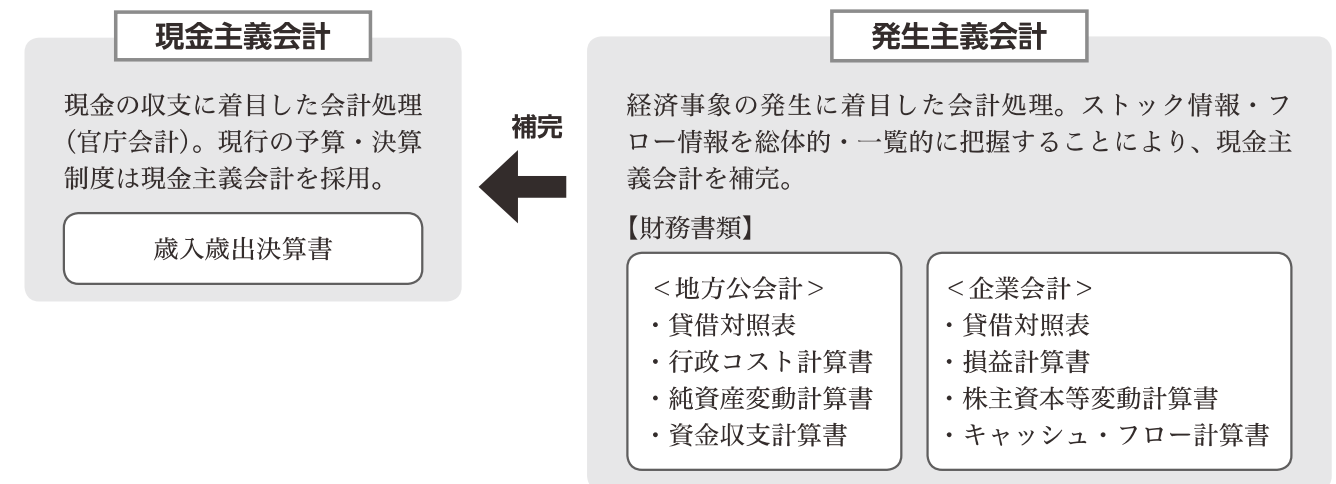 現金主義会計
現金の収支に着目した会計処理
（官庁会計）。現行の予算・決算
制度は現金主義会計を採用。
歳入歳出決算書
補完
発生主義会計
経済事象の発生に着目した会計処理。ストック情報・フ
ロー情報を総体的・一覧的に把握することにより、現金主
義会計を補完。
【財務書類】
＜地方公会計＞
・貸借対照表
・行政コスト計算書
・純資産変動計算書
・資金収支計算書
＜企業会計＞
・貸借対照表
・損益計算書
・株主資本等変動計算書
・キャッシュ・フロー計算書